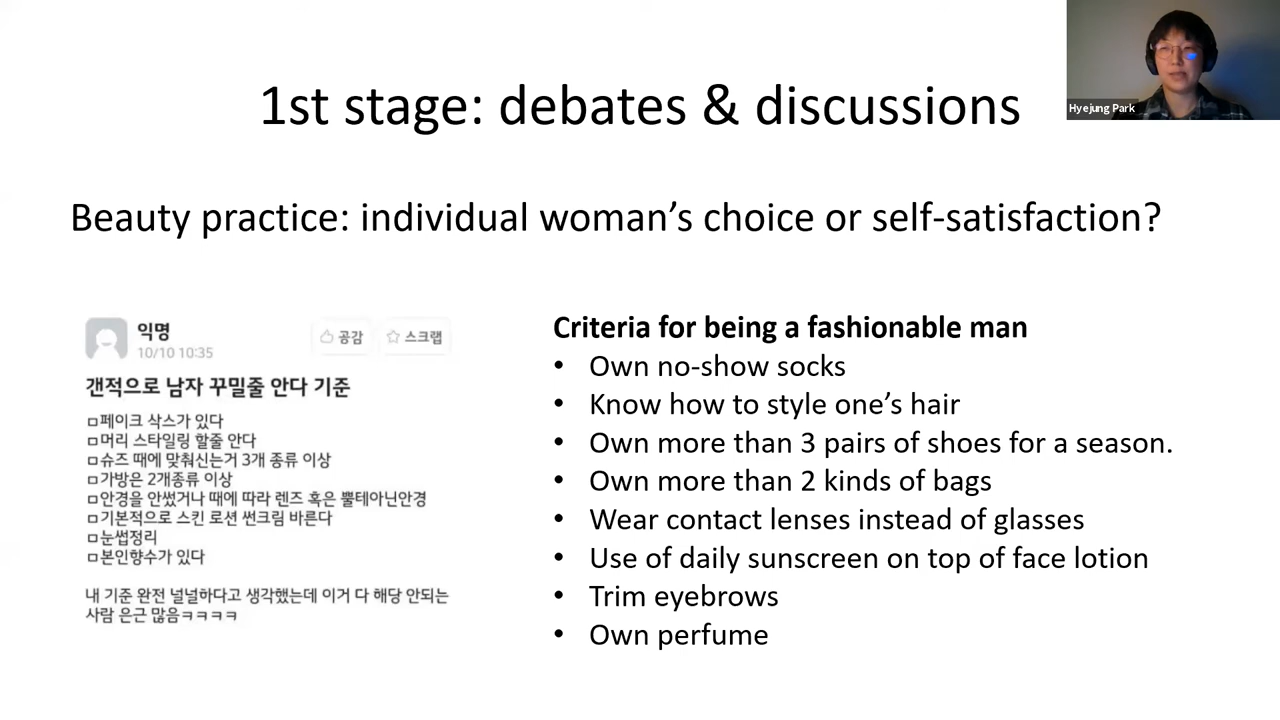 Hyejung Park
1st stage: debates & discussions
Beauty practice: individual woman's choice or self-satisfaction?
익명
10/10 10:35
공감
스크랩
갠적으로 남자 꾸밀줄 안다 기준
ㅁ페이크 삭스가 있다
ㅁ머리 스타일링 할줄 안다
ㅁ슈즈 때에 맞춰신는거 3개 종류 이상
ㅁ가방은 2개종류 이상
ㅁ안경을 안썼거나 때에 따라 렌즈 혹은 뿔테아닌안경
ㅁ기본적으로 스킨 로션 썬크림 바른다
ㅁ눈썹정리
ㅁ본인향수가 있다
내 기준 완전 널널하다고 생각했는데 이거 다 해당 안되는
사람 은근 많음ㅋㅋㅋㅋ
Criteria for being a fashionable man
• Own no-show socks
• Know how to style one's hair
• Own more than 3 pairs of shoes for a season.
• Own more than 2 kinds of bags
• Wear contact lenses instead of glasses
• Use of daily sunscreen on top of face lotion
• Trim eyebrows
• Own perfume